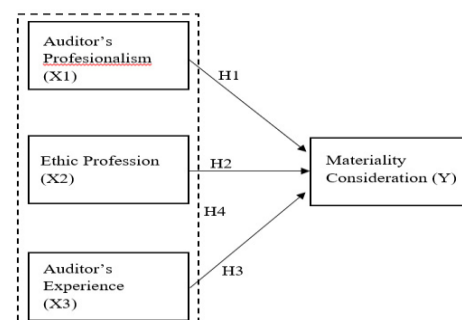 Auditor's
Profesionalism
(X1)
H1
Ethic Profession
(X2)
H2
Materiality
Consideration (Y)
H4
Auditor's
Experience
(X3)
H3